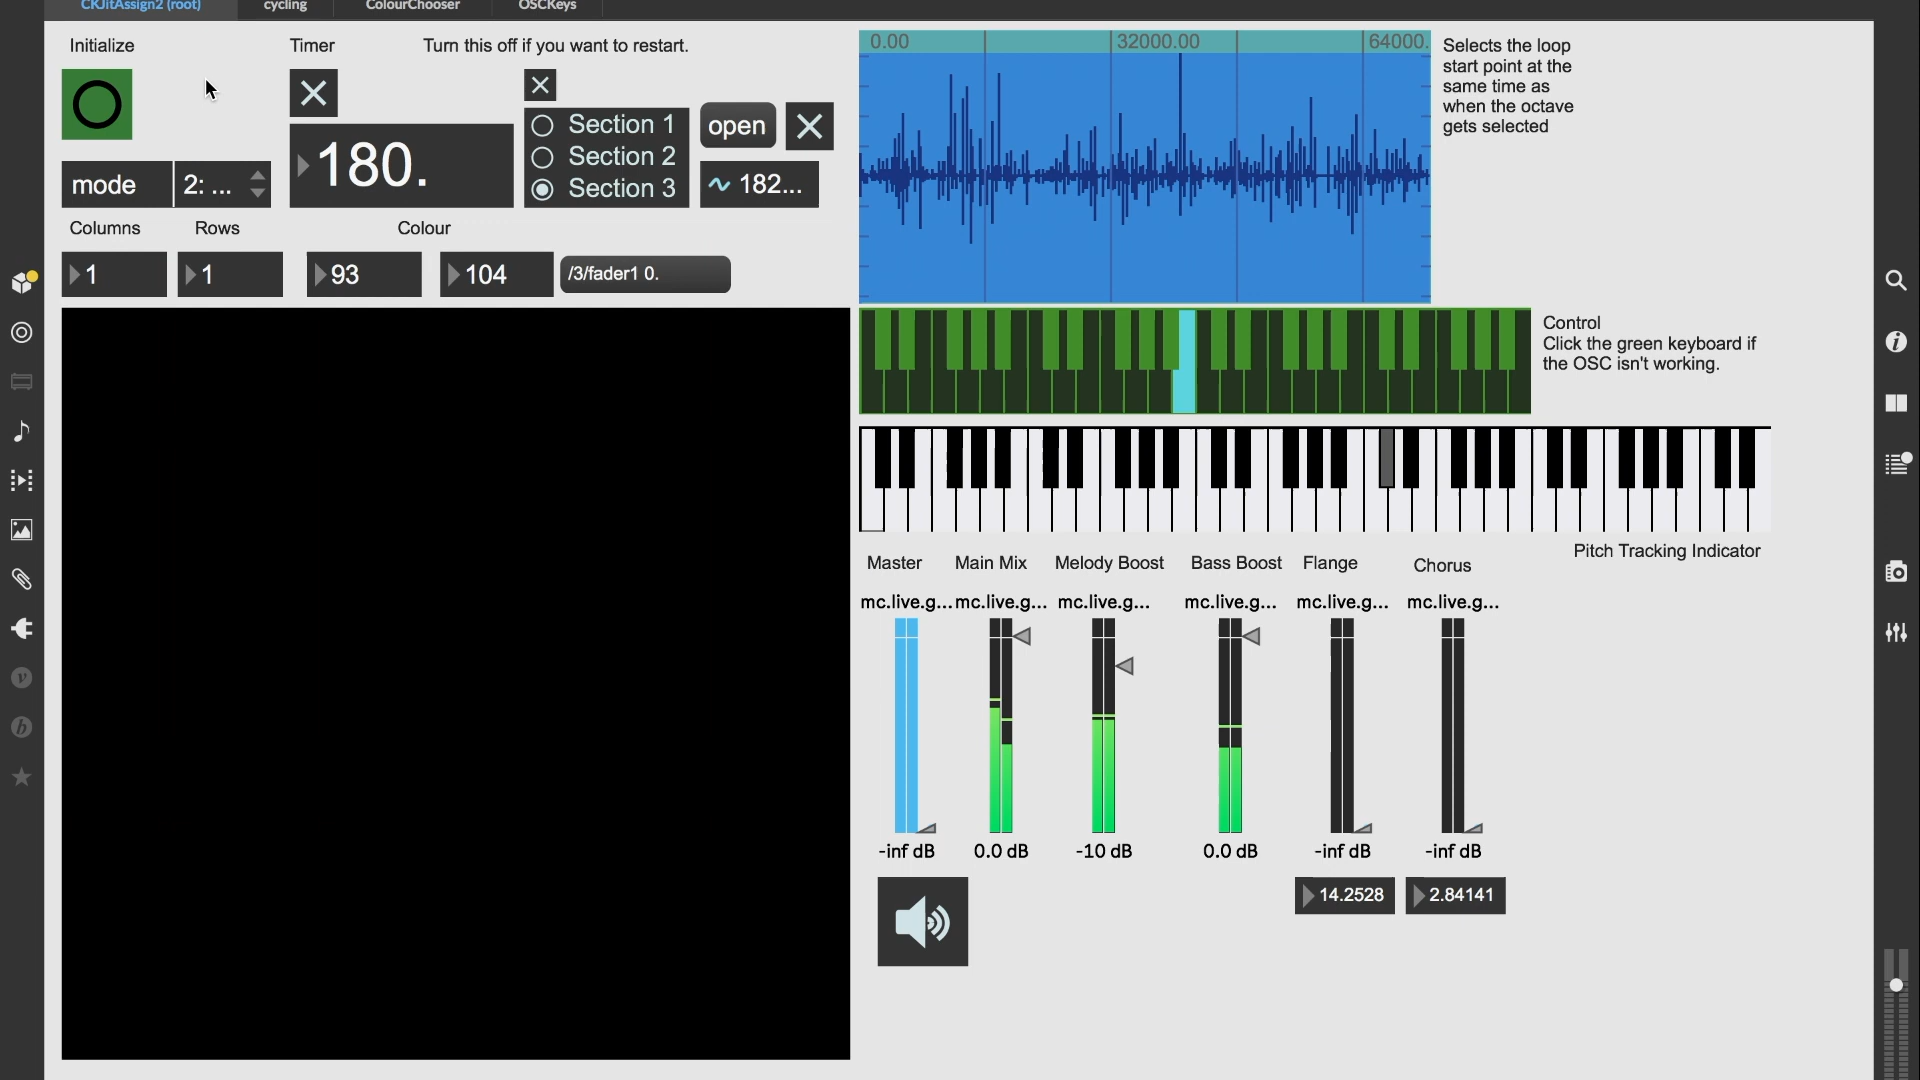 CKJitAssign2 (root)
cycling
ColourChooser
OSCKeys
Initialize
Timer
Turn this off if you want to restart.
180.
Section 1
Section 2
Section 3
open
182...
mode
2: ...
Columns
Rows
Colour
1
1
93
104
/3/fader1 0.
0.00
32000.00
64000.
Selects the loop
start point at the
same time as
when the octave
gets selected
Control
Click the green keyboard if
the OSC isn't working.
Pitch Tracking Indicator
Master
Main Mix
Melody Boost
Bass Boost
Flange
Chorus
mc.live.g...
mc.live.g...
mc.live.g...
mc.live.g...
mc.live.g...
mc.live.g...
-inf dB
0.0 dB
-10 dB
0.0 dB
-inf dB
-inf dB
14.2528
2.84141